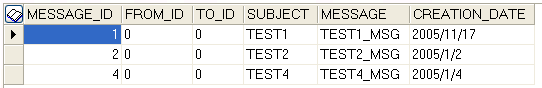 MESSAGE_ID FROM_ID TO_ID SUBJECT MESSAGE CREATION_DATE
1 0 0 TEST1 TEST1_MSG 2005/11/17
2 0 0 TEST2 TEST2_MSG 2005/1/2
4 0 0 TEST4 TEST4_MSG 2005/1/4